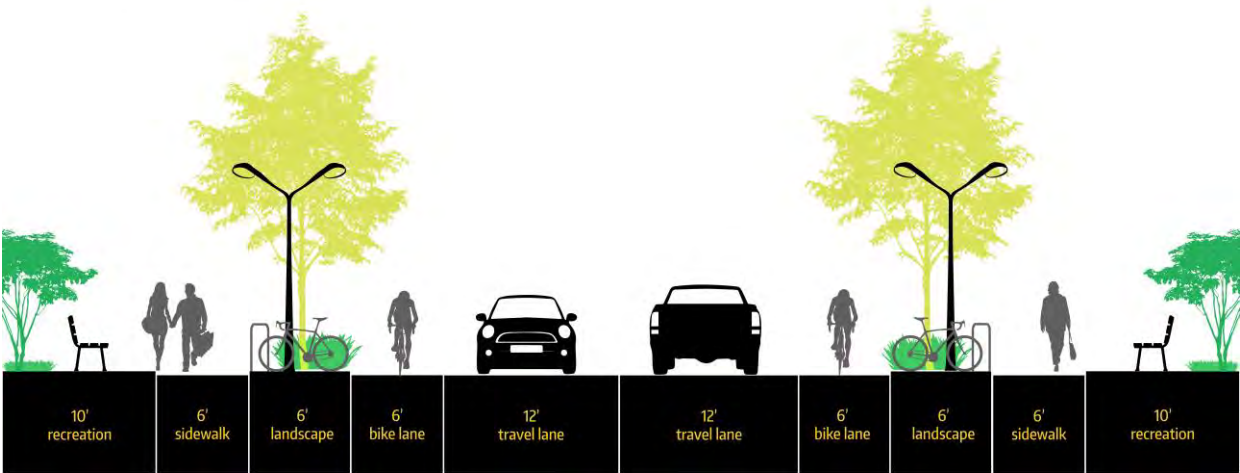 10'
recreation
6'
sidewalk
6'
landscape
6'
bike lane
12'
travel lane
12'
travel lane
6'
bike lane
6'
landscape
6'
sidewalk
10'
recreation